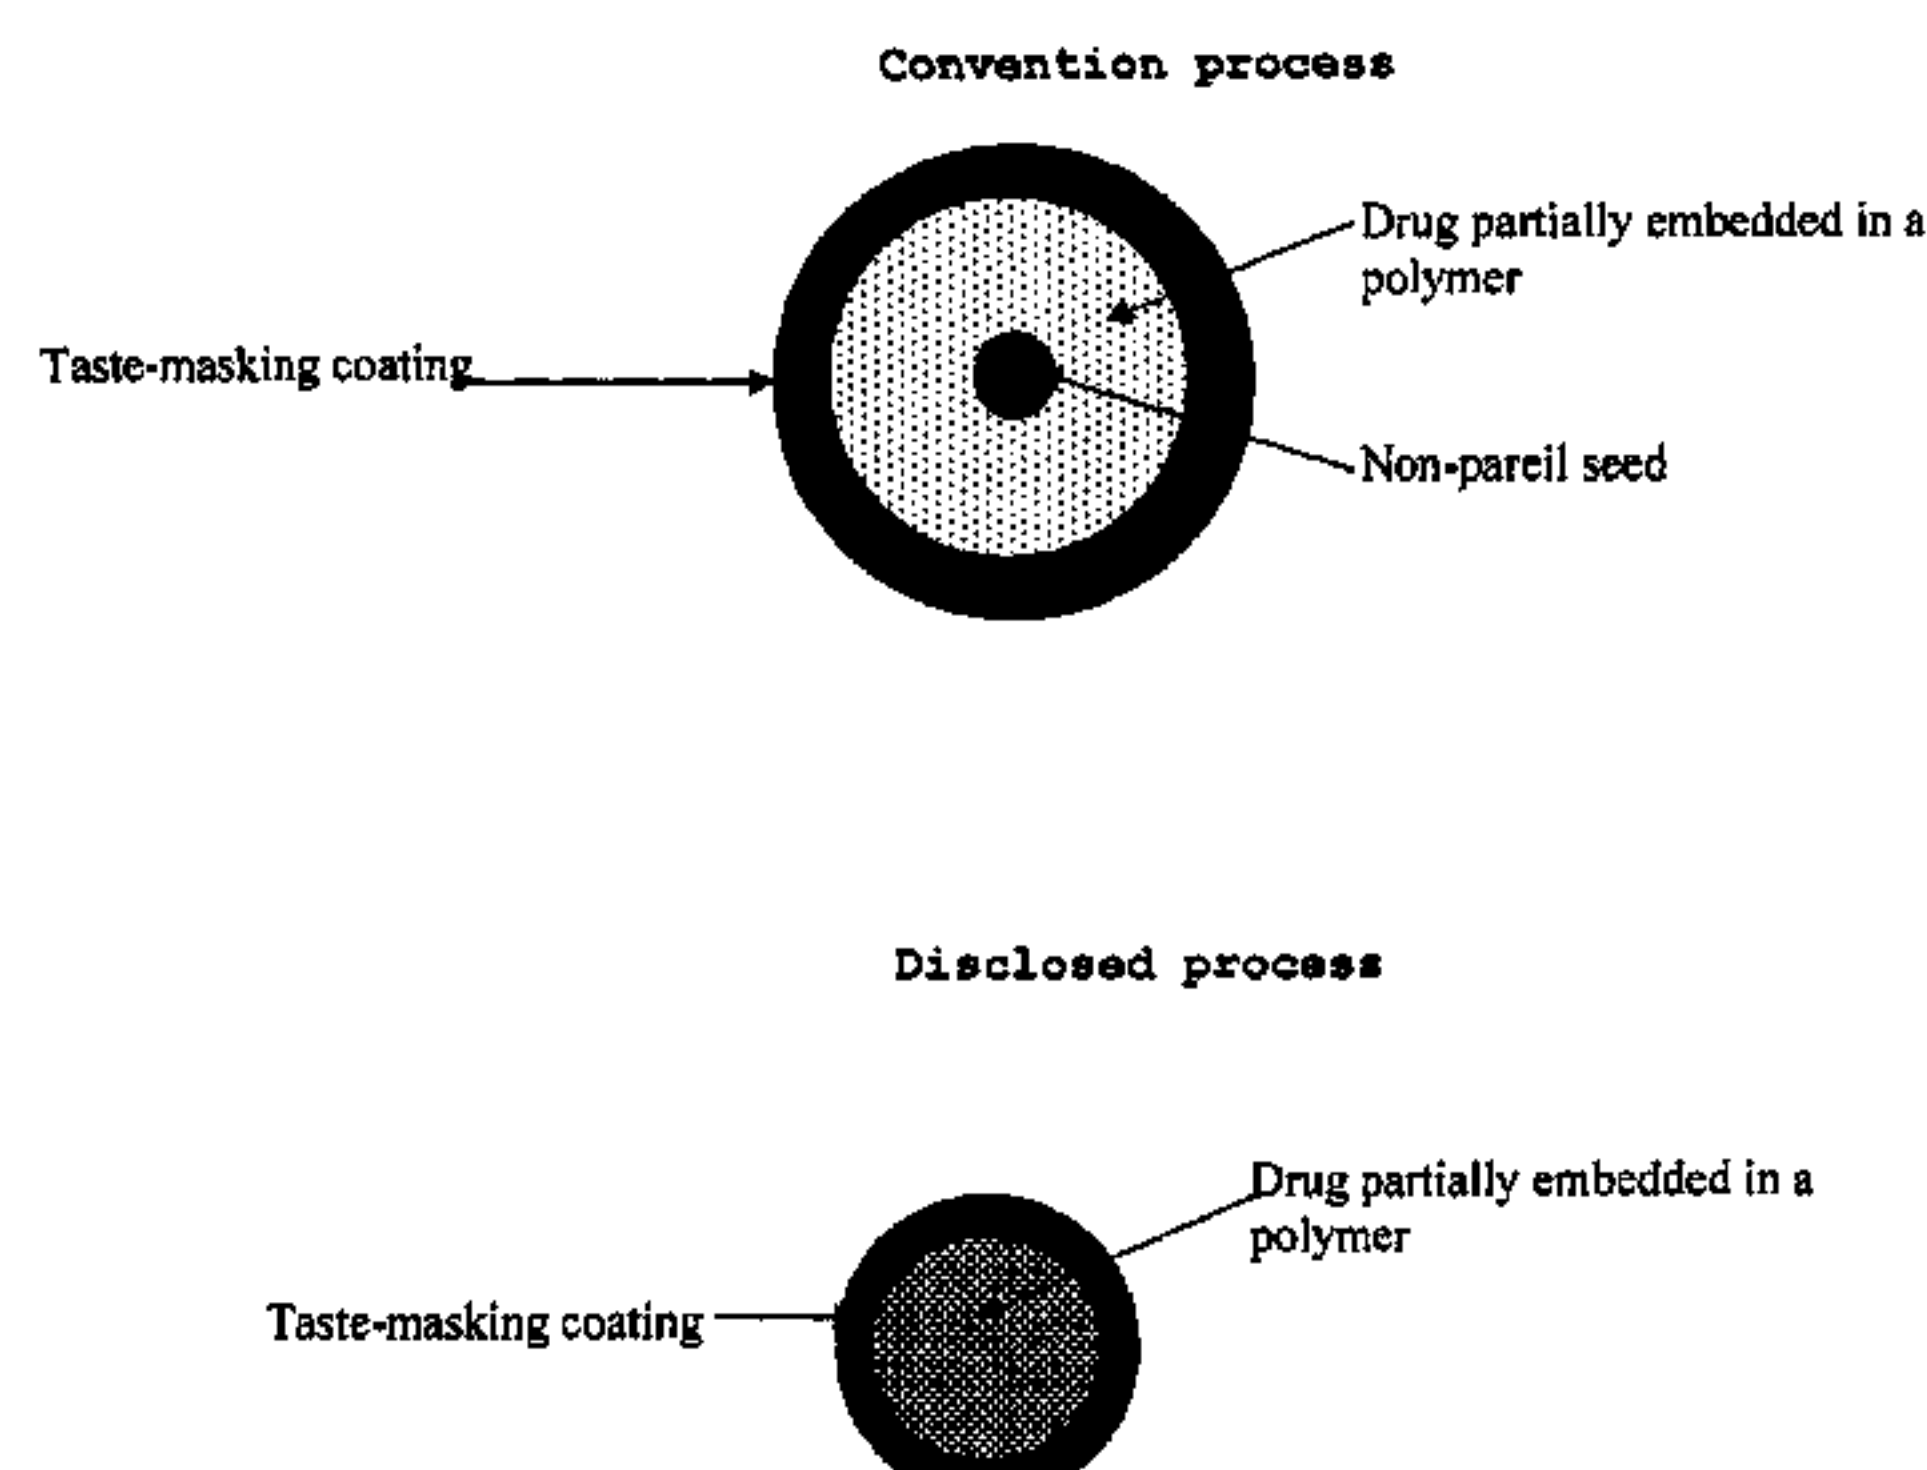 Convention process
Drug partially embedded in a
polymer
Taste-masking coating
Non-pareil seed
Disclosed process
Drug partially embedded in a
polymer
Taste-masking coating